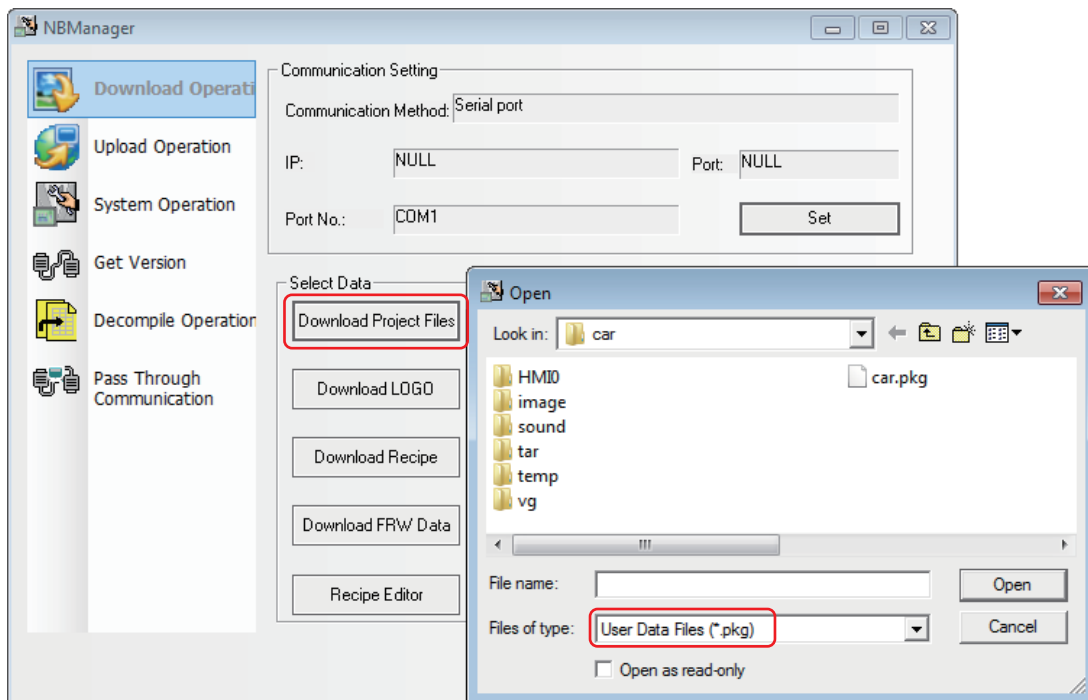 NBManager
Download Operati
Upload Operation
System Operation
Get Version
Decompile Operation
Pass Through
Communication
Communication Setting
Communication Method: Serial port
IP: NULL Port: NULL
Port No.: COM1 Set
Select Data
Download Project Files
Download LOGO
Download Recipe
Download FRW Data
Recipe Editor
Open
Look in: car
HMI0 car.pkg
image
sound
tar
temp
vg
File name: Open
Files of type: User Data Files (*.pkg) Cancel
Open as read-only